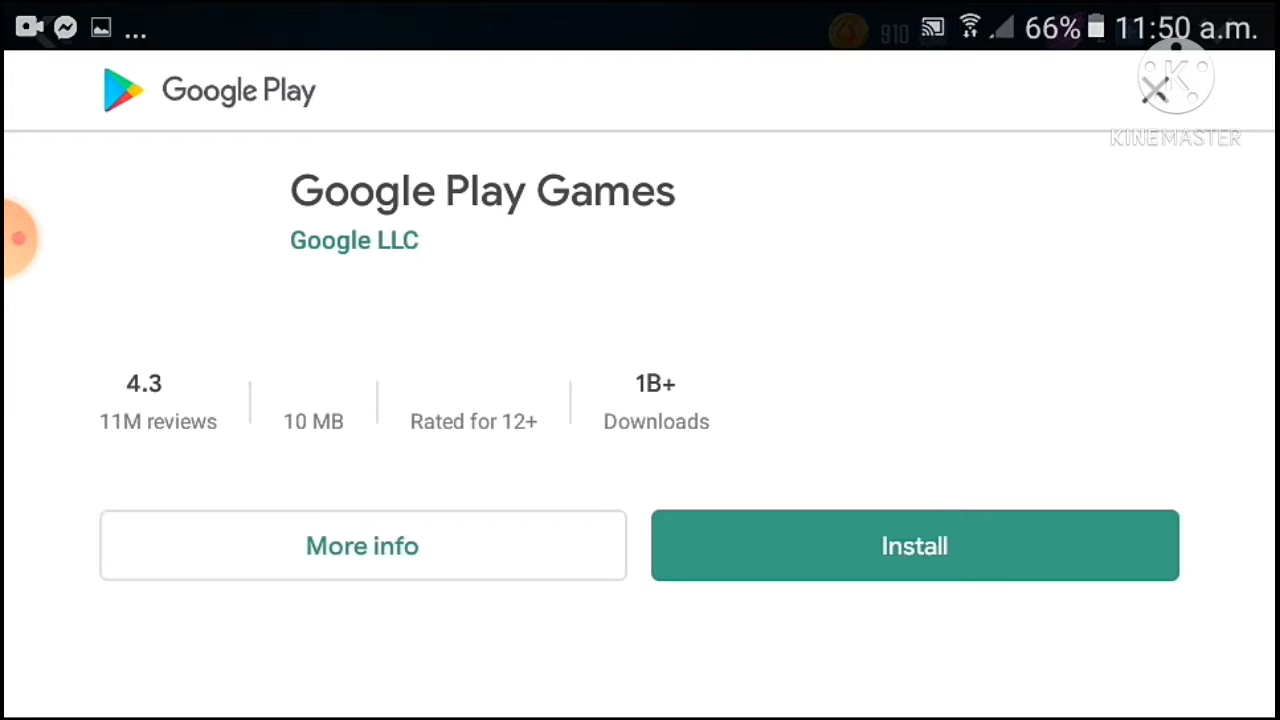 ... 910 66% 11:50 a.m.
Google Play
K
KINEMASTER
Google Play Games
Google LLC
4.3
1B+
11M reviews
10 MB
Rated for 12+
Downloads
More info
Install